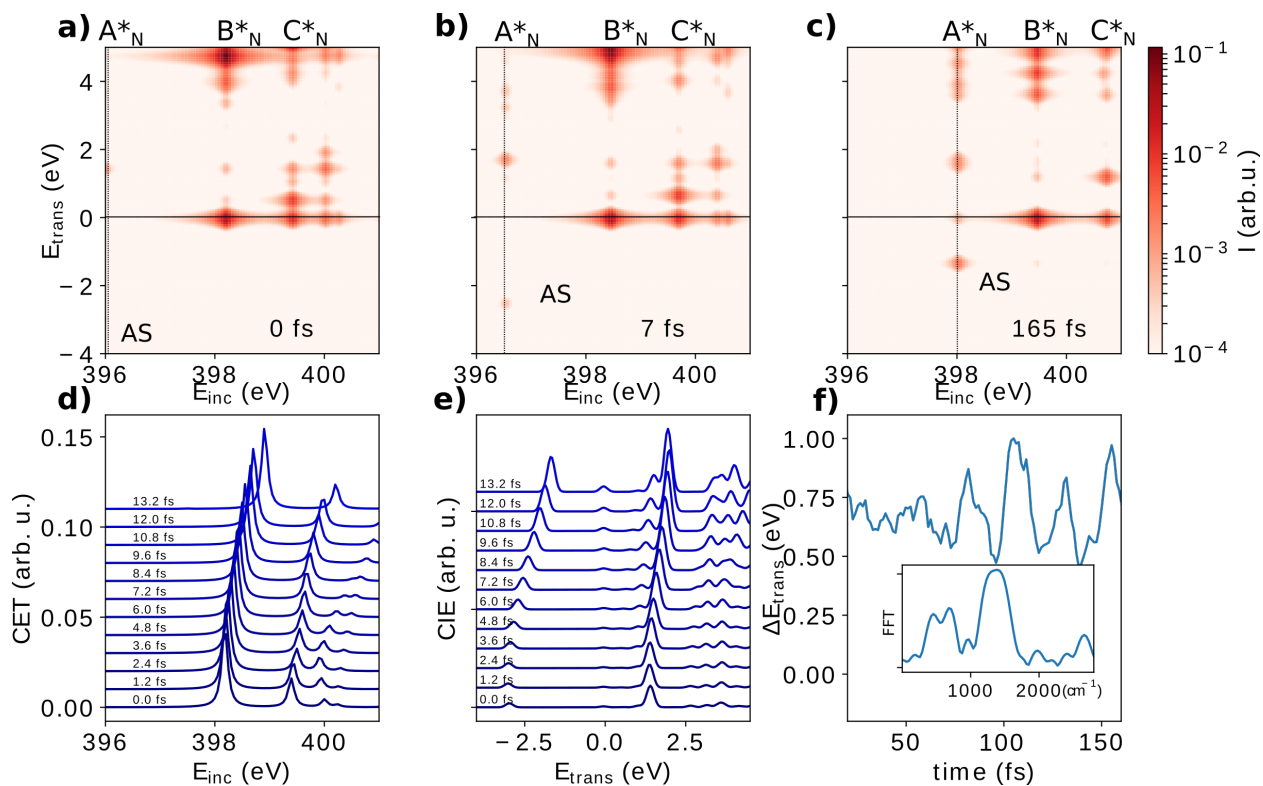 a) A*N B*N C*N
b) A*N B*N C*N
c) A*N B*N C*N
Etrans (eV)
4
2
0
−2
−4
AS
0 fs
396 398 400
Einc (eV)
AS
7 fs
396 398 400
Einc (eV)
AS
165 fs
396 398 400
Einc (eV)
10−1
10−2
10−3
10−4
I (arb.u.)
d)
CET (arb. u.)
0.15
0.10
0.05
0.00
13.2 fs
12.0 fs
10.8 fs
9.6 fs
8.4 fs
7.2 fs
6.0 fs
4.8 fs
3.6 fs
2.4 fs
1.2 fs
0.0 fs
396 398 400
Einc (eV)
e)
CIE (arb. u.)
13.2 fs
12.0 fs
10.8 fs
9.6 fs
8.4 fs
7.2 fs
6.0 fs
4.8 fs
3.6 fs
2.4 fs
1.2 fs
0.0 fs
−2.5 0.0 2.5
Etrans (eV)
f)
ΔEtrans(eV)
1.00
0.75
0.50
0.25
0.00
FFT
1000 2000(cm−1)
50 100 150
time (fs)